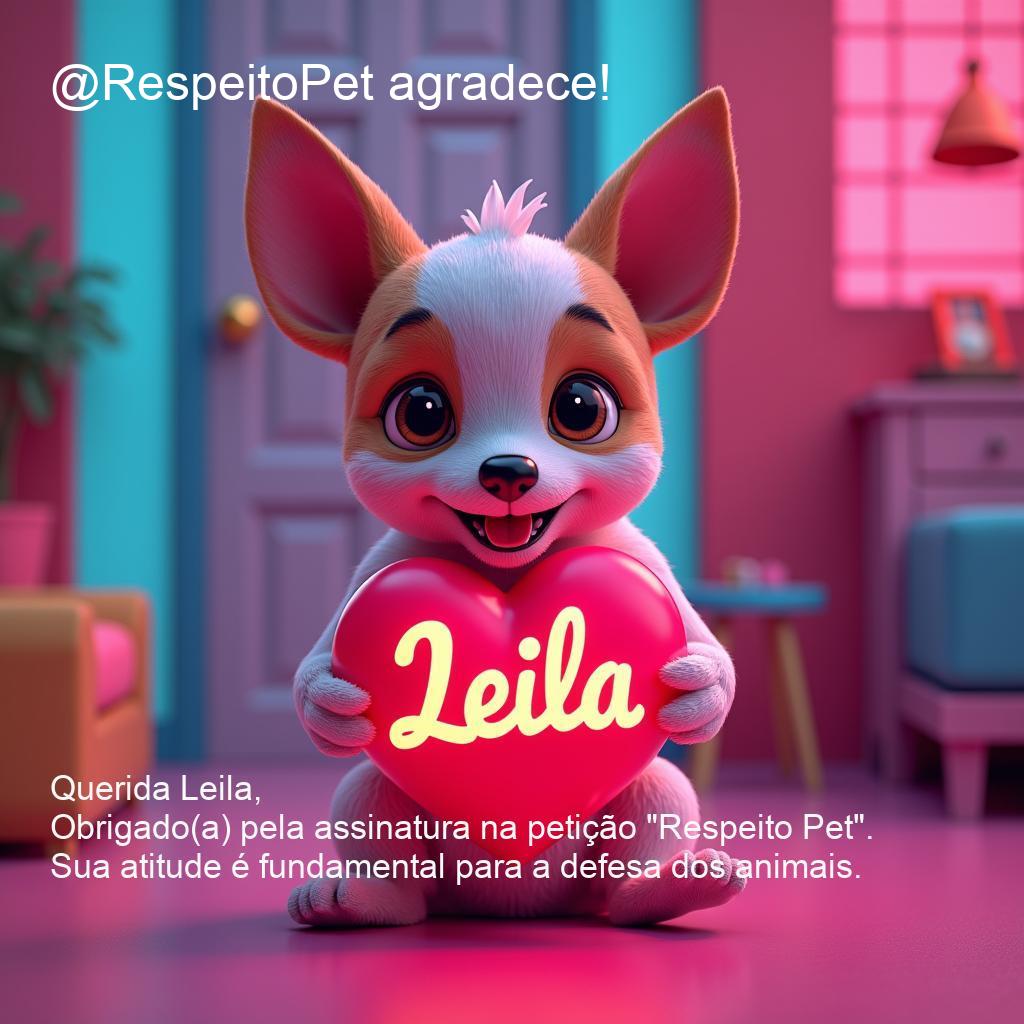 @RespeitoPet agradece!
Leila
Querida Leila,
Obrigado(a) pela assinatura na petição "Respeito Pet".
Sua atitude é fundamental para a defesa dos animais.